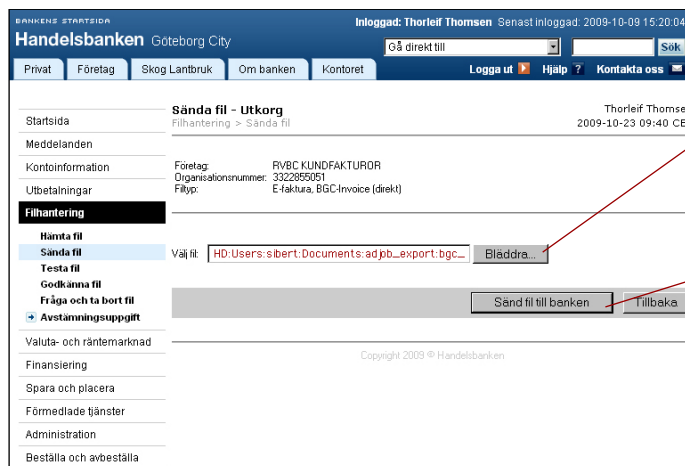 BANKENS STARTSIDA
Inloggad: Thorleif Thomsen Senast inloggad: 2009-10-09 15:20:04
Handelsbanken Göteborg City
Gå direkt till
Sök
Privat Företag Skog Lantbruk Om banken Kontoret
Logga ut Hjälp ? Kontakta oss
Sända fil - Utkorg
Thorleif Thomse
Filhantering > Sända fil
2009-10-23 09:40 CE
Startsida
Meddelanden
Kontoinformation
Utbetalningar
Filhantering
Hämta fil
Sända fil
Testa fil
Godkänna fil
Fråga och ta bort fil
Avstämningsuppgift
Valuta- och räntemarknad
Finansiering
Spara och placera
Förmedlade tjänster
Administration
Beställa och avbeställa
Företag: RVBC KUNDFAKTUROR
Organisationsnummer: 3322855051
Filtyp: E-faktura, BGC-Invoice (direkt)
Välj fil: HD:Users:sibert:Documents:adjob_export:bgc_ Bläddra...
Sänd fil till banken Tillbaka
Copyright 2009 © Handelsbanken